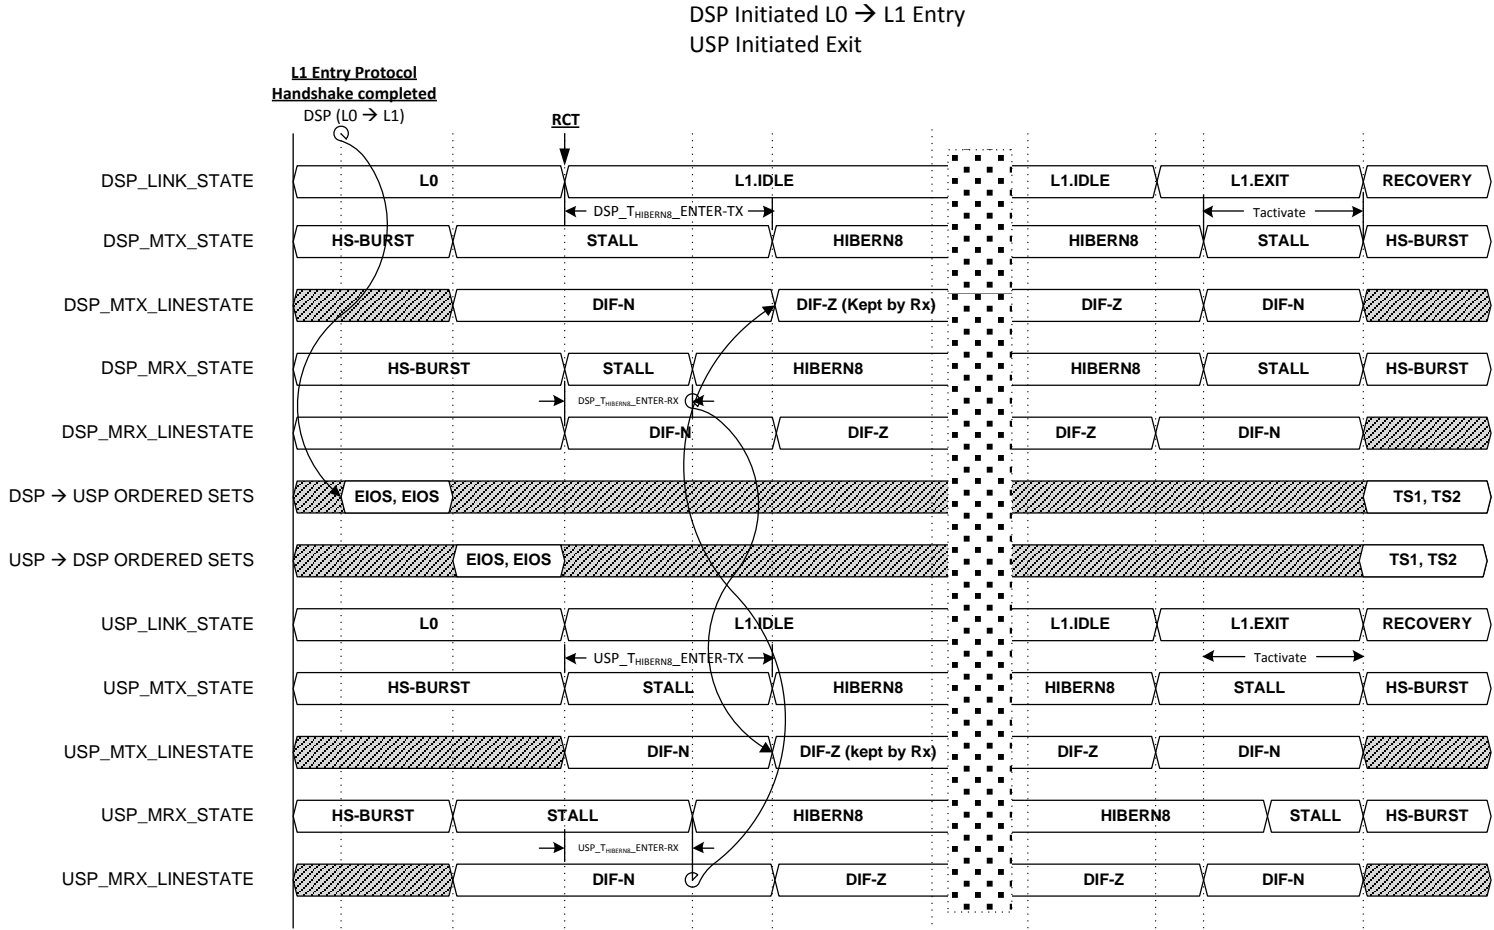 DSP Initiated L0 → L1 Entry
USP Initiated Exit
L1 Entry Protocol
Handshake completed
DSP (L0 → L1)
RCT
DSP_LINK_STATE L0 L1.IDLE L1.IDLE L1.EXIT RECOVERY
DSP_THIBERN8_ENTER-TX Tactivate
DSP_MTX_STATE HS-BURST STALL HIBERN8 HIBERN8 STALL HS-BURST
DSP_MTX_LINESTATE DIF-N DIF-Z (Kept by Rx) DIF-Z DIF-N
DSP_MRX_STATE HS-BURST STALL HIBERN8 HIBERN8 STALL HS-BURST
DSP_THIBERN8_ENTER-RX
DSP_MRX_LINESTATE DIF-N DIF-Z DIF-Z DIF-N
DSP → USP ORDERED SETS EIOS, EIOS TS1, TS2
USP → DSP ORDERED SETS EIOS, EIOS TS1, TS2
USP_LINK_STATE L0 L1.IDLE L1.IDLE L1.EXIT RECOVERY
USP_THIBERN8_ENTER-TX Tactivate
USP_MTX_STATE HS-BURST STALL HIBERN8 HIBERN8 STALL HS-BURST
USP_MTX_LINESTATE DIF-N DIF-Z (kept by Rx) DIF-Z DIF-N
USP_MRX_STATE HS-BURST STALL HIBERN8 HIBERN8 STALL HS-BURST
USP_THIBERN8_ENTER-RX
USP_MRX_LINESTATE DIF-N DIF-Z DIF-Z DIF-N